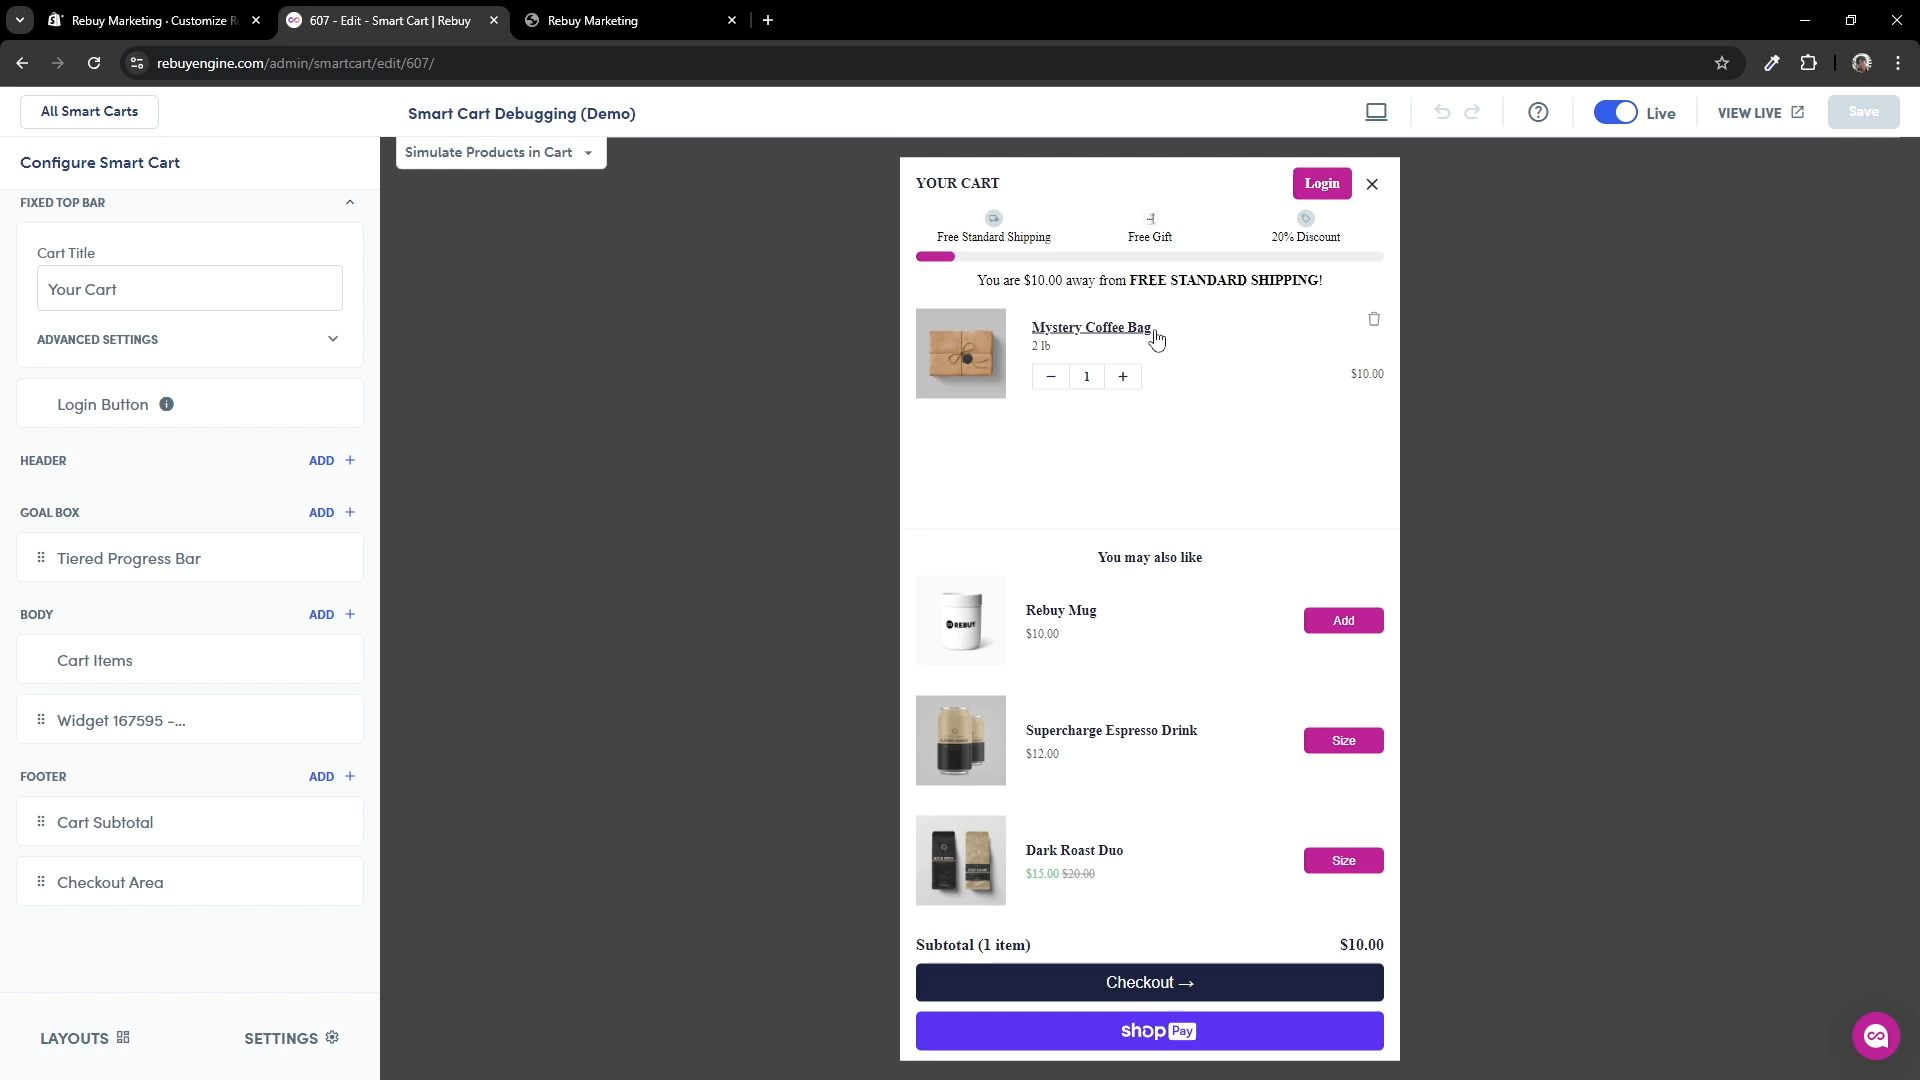 Rebuy Marketing · Customize R
607 - Edit - Smart Cart | Rebuy
Rebuy Marketing
rebuyengine.com/admin/smartcart/edit/607/
All Smart Carts
Smart Cart Debugging (Demo)
Live
VIEW LIVE
Save
Configure Smart Cart
Simulate Products in Cart
FIXED TOP BAR
Cart Title
Your Cart
ADVANCED SETTINGS
Login Button
HEADER
ADD +
GOAL BOX
ADD +
Tiered Progress Bar
BODY
ADD +
Cart Items
Widget 167595 -...
FOOTER
ADD +
Cart Subtotal
Checkout Area
LAYOUTS
SETTINGS
YOUR CART
Login
Free Standard Shipping
Free Gift
20% Discount
You are $10.00 away from FREE STANDARD SHIPPING!
Mystery Coffee Bag
2 lb
− 1 +
$10.00
You may also like
REBUY
Rebuy Mug
$10.00
Add
Supercharge Espresso Drink
$12.00
Size
Dark Roast Duo
$15.00 $20.00
Size
Subtotal (1 item)
$10.00
Checkout →
shop Pay